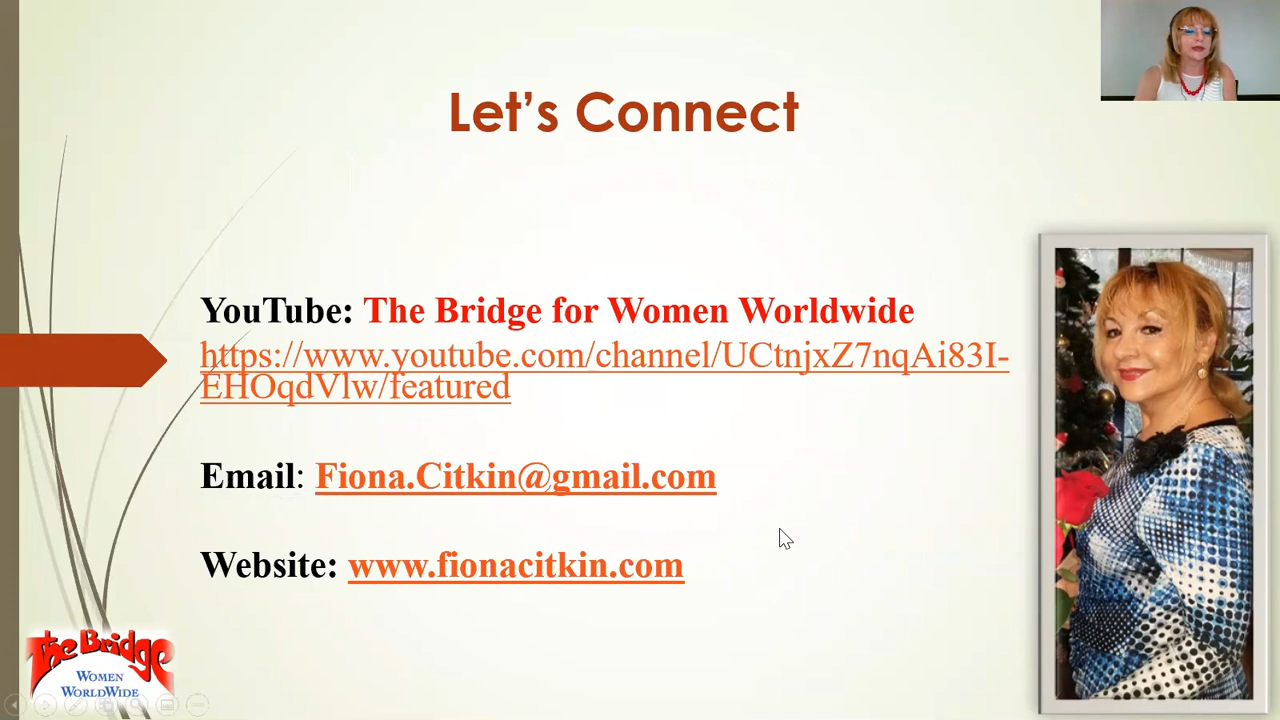 Let's Connect
YouTube: The Bridge for Women Worldwide
https://www.youtube.com/channel/UCtnjxZ7nqAi83I-
EHOqdVlw/featured
Email: Fiona.Citkin@gmail.com
Website: www.fionacitkin.com
The Bridge
WOMEN
WORLDWIDE